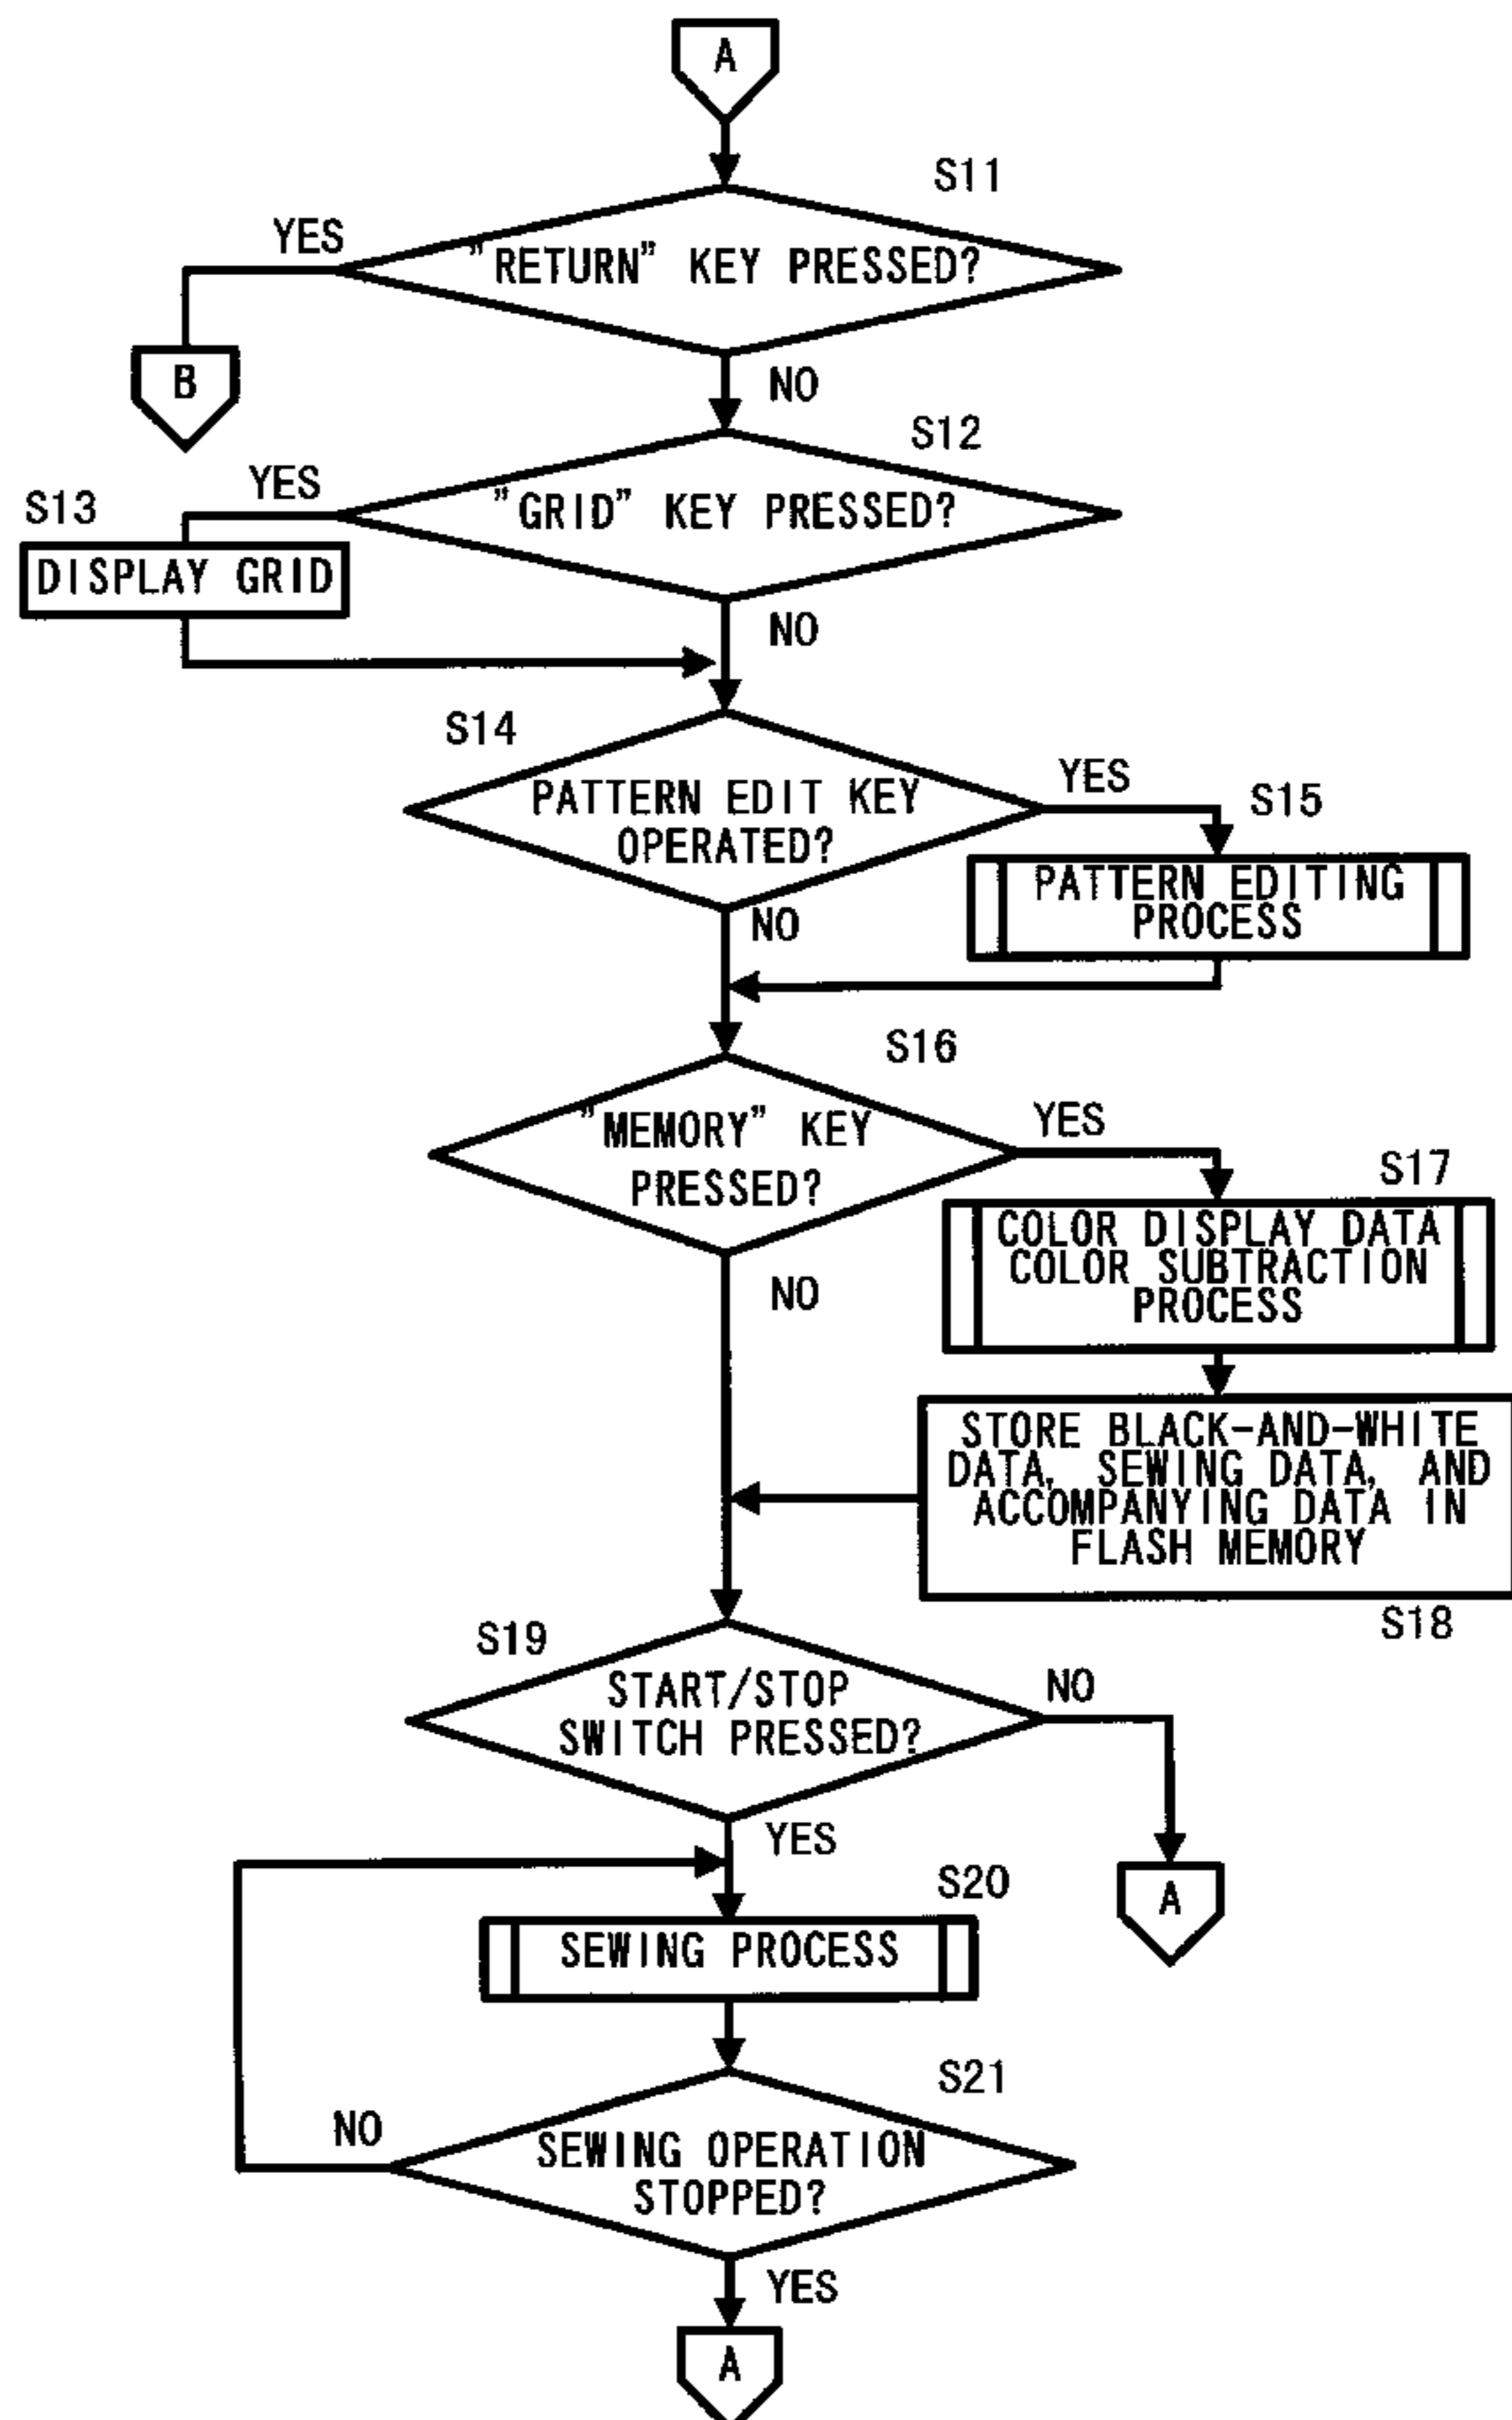 A
S11
YES
"RETURN" KEY PRESSED?
B
NO
S12
YES
S13
"GRID" KEY PRESSED?
DISPLAY GRID
NO
S14
PATTERN EDIT KEY
OPERATED?
YES
S15
PATTERN EDITING
PROCESS
NO
S16
"MEMORY" KEY
PRESSED?
YES
S17
COLOR DISPLAY DATA
COLOR SUBTRACTION
PROCESS
NO
STORE BLACK-AND-WHITE
DATA, SEWING DATA, AND
ACCOMPANYING DATA IN
FLASH MEMORY
S18
S19
START/STOP
SWITCH PRESSED?
NO
YES
A
S20
SEWING PROCESS
S21
NO
SEWING OPERATION
STOPPED?
YES
A